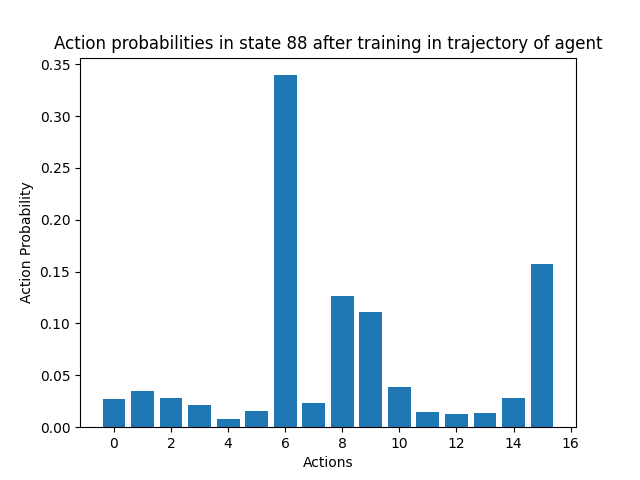 Action probabilities in state 88 after training in trajectory of agent
0.35
0.30
0.25
0.20
0.15
0.10
0.05
0.00
Action Probability
0 2 4 6 8 10 12 14 16
Actions